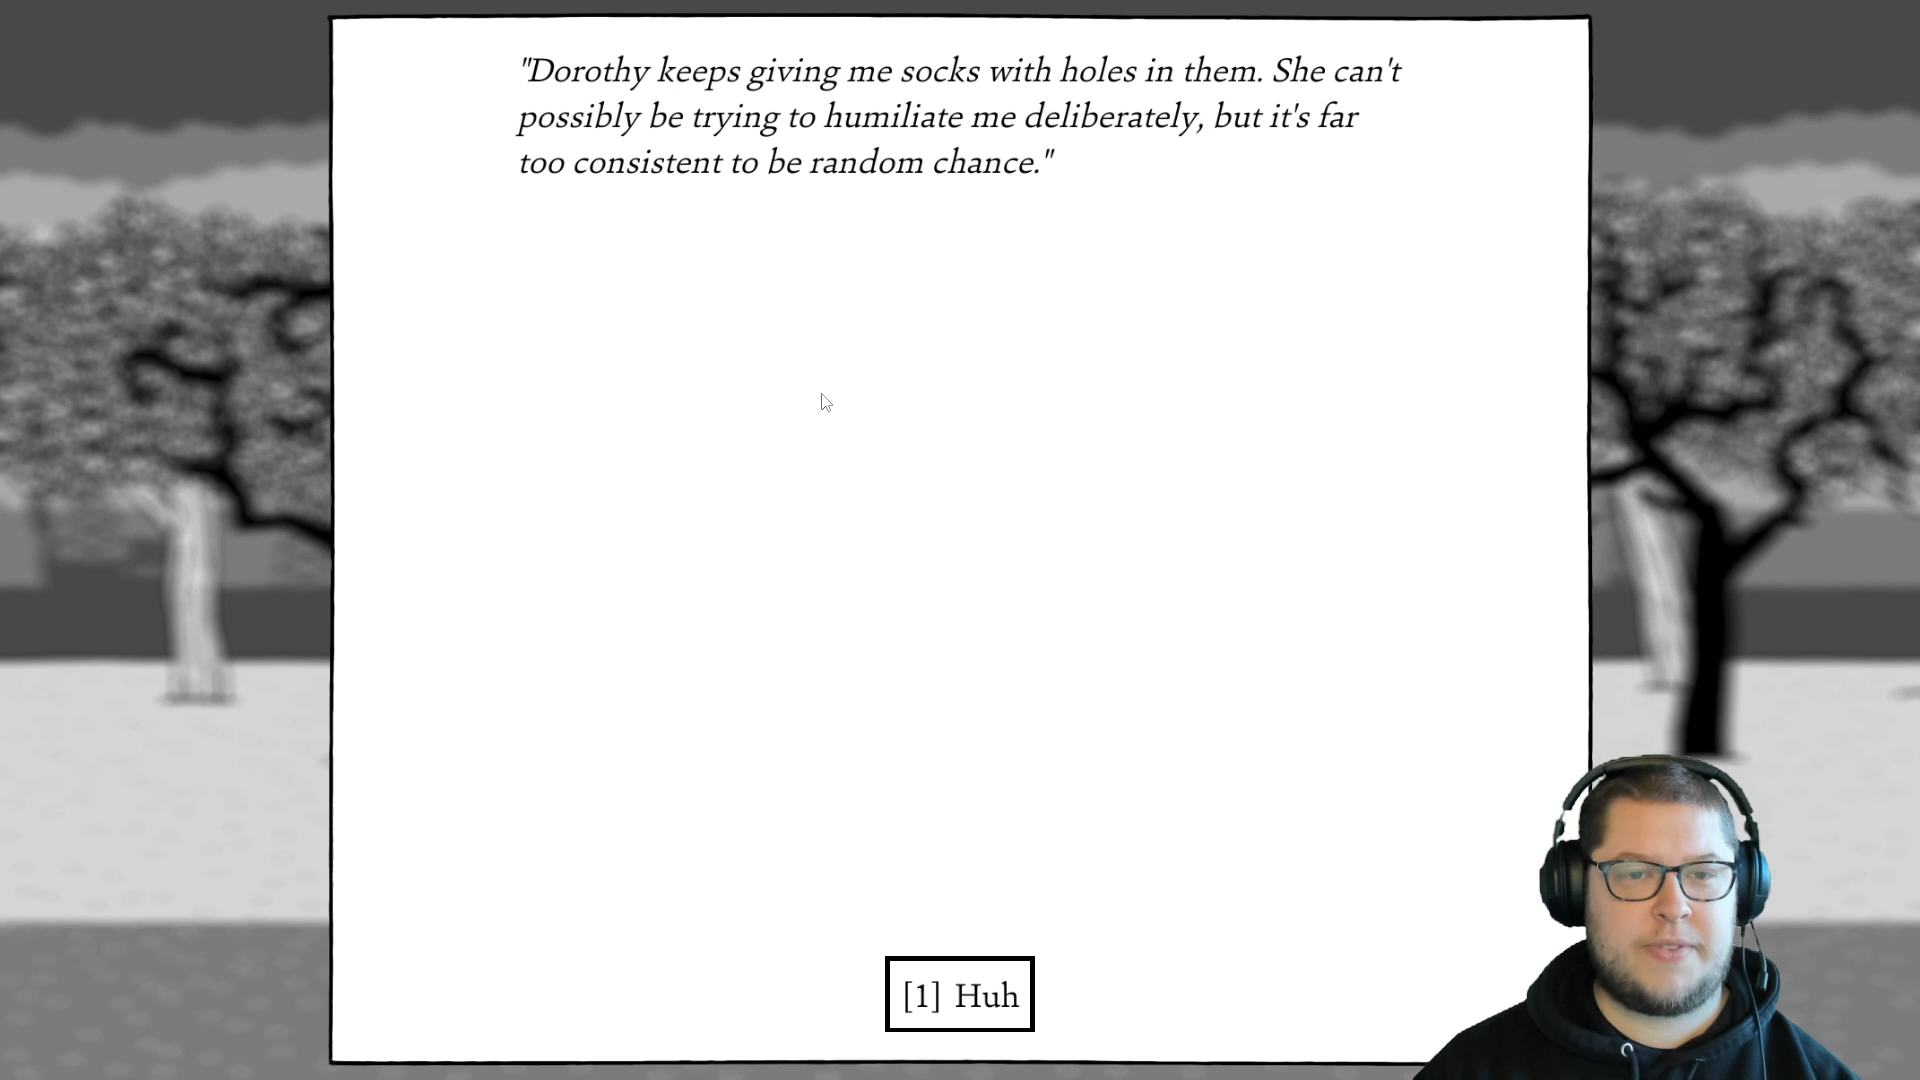 "Dorothy keeps giving me socks with holes in them. She can't
possibly be trying to humiliate me deliberately, but it's far
too consistent to be random chance."
[1] Huh